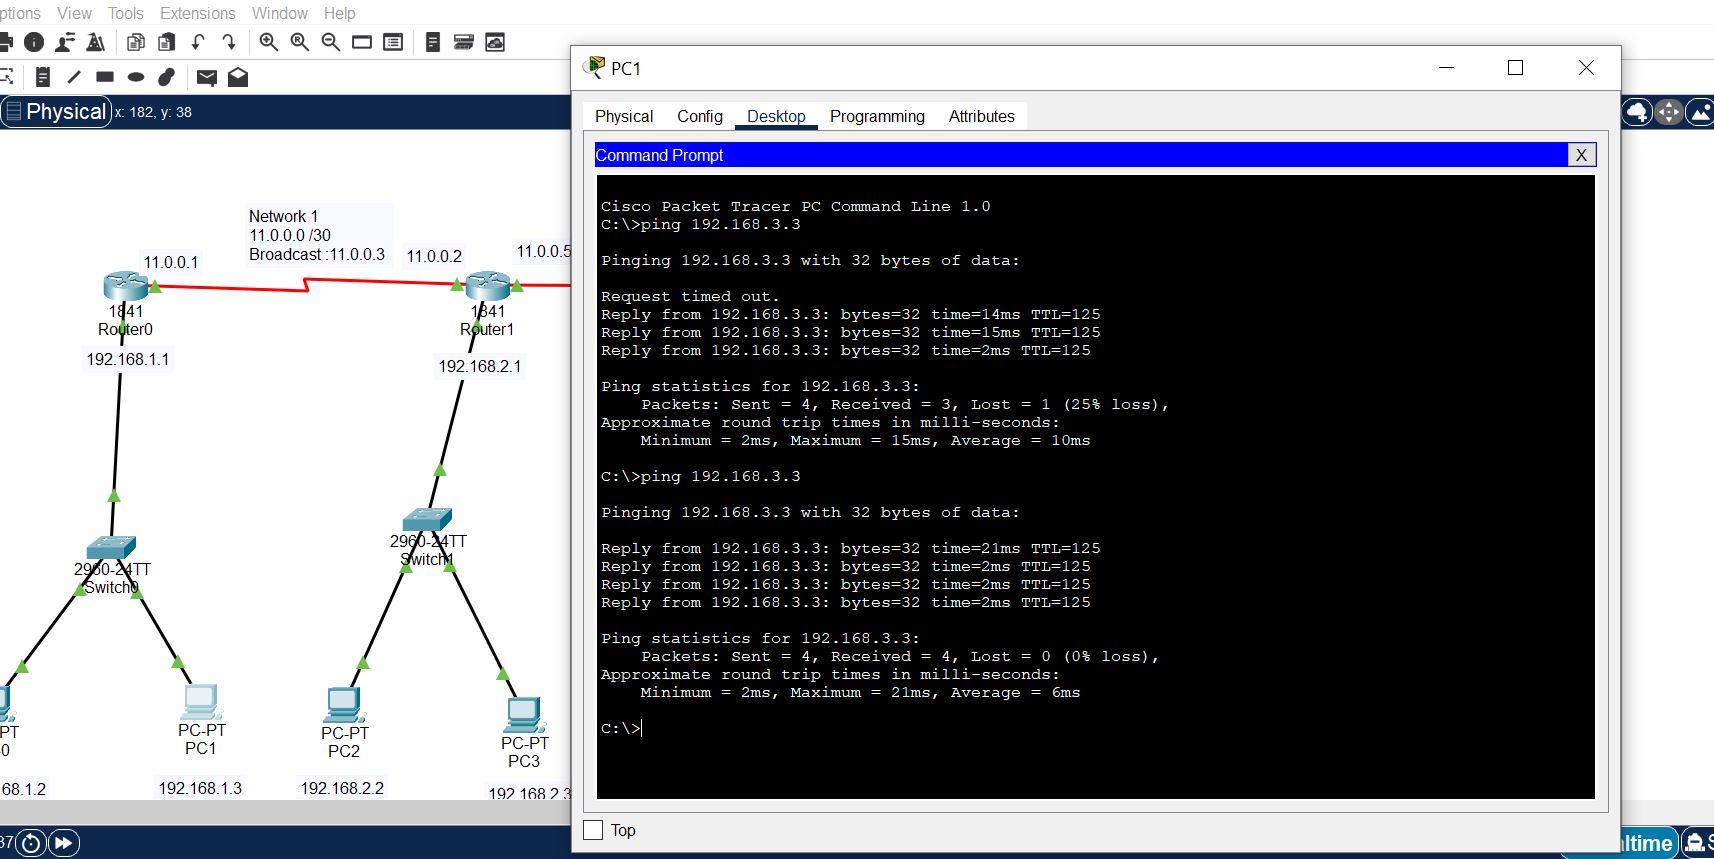 ptions View Tools Extensions Window Help
Physical x: 182, y: 38
Network 1
11.0.0.0 /30
Broadcast :11.0.0.3
11.0.0.1
11.0.0.2
11.0.0.5
1841
Router0
192.168.1.1
1841
Router1
192.168.2.1
2960-24TT
Switch0
2960-24TT
Switch1
PT
0
PC-PT
PC1
PC-PT
PC2
PC-PT
PC3
68.1.2
192.168.1.3
192.168.2.2
192.168.2.3
37
PC1
Physical Config Desktop Programming Attributes
Command Prompt
X
Cisco Packet Tracer PC Command Line 1.0
C:\>ping 192.168.3.3
Pinging 192.168.3.3 with 32 bytes of data:
Request timed out.
Reply from 192.168.3.3: bytes=32 time=14ms TTL=125
Reply from 192.168.3.3: bytes=32 time=15ms TTL=125
Reply from 192.168.3.3: bytes=32 time=2ms TTL=125
Ping statistics for 192.168.3.3:
Packets: Sent = 4, Received = 3, Lost = 1 (25% loss),
Approximate round trip times in milli-seconds:
Minimum = 2ms, Maximum = 15ms, Average = 10ms
C:\>ping 192.168.3.3
Pinging 192.168.3.3 with 32 bytes of data:
Reply from 192.168.3.3: bytes=32 time=21ms TTL=125
Reply from 192.168.3.3: bytes=32 time=2ms TTL=125
Reply from 192.168.3.3: bytes=32 time=2ms TTL=125
Reply from 192.168.3.3: bytes=32 time=2ms TTL=125
Ping statistics for 192.168.3.3:
Packets: Sent = 4, Received = 4, Lost = 0 (0% loss),
Approximate round trip times in milli-seconds:
Minimum = 2ms, Maximum = 21ms, Average = 6ms
C:\>
Top
ltime
S